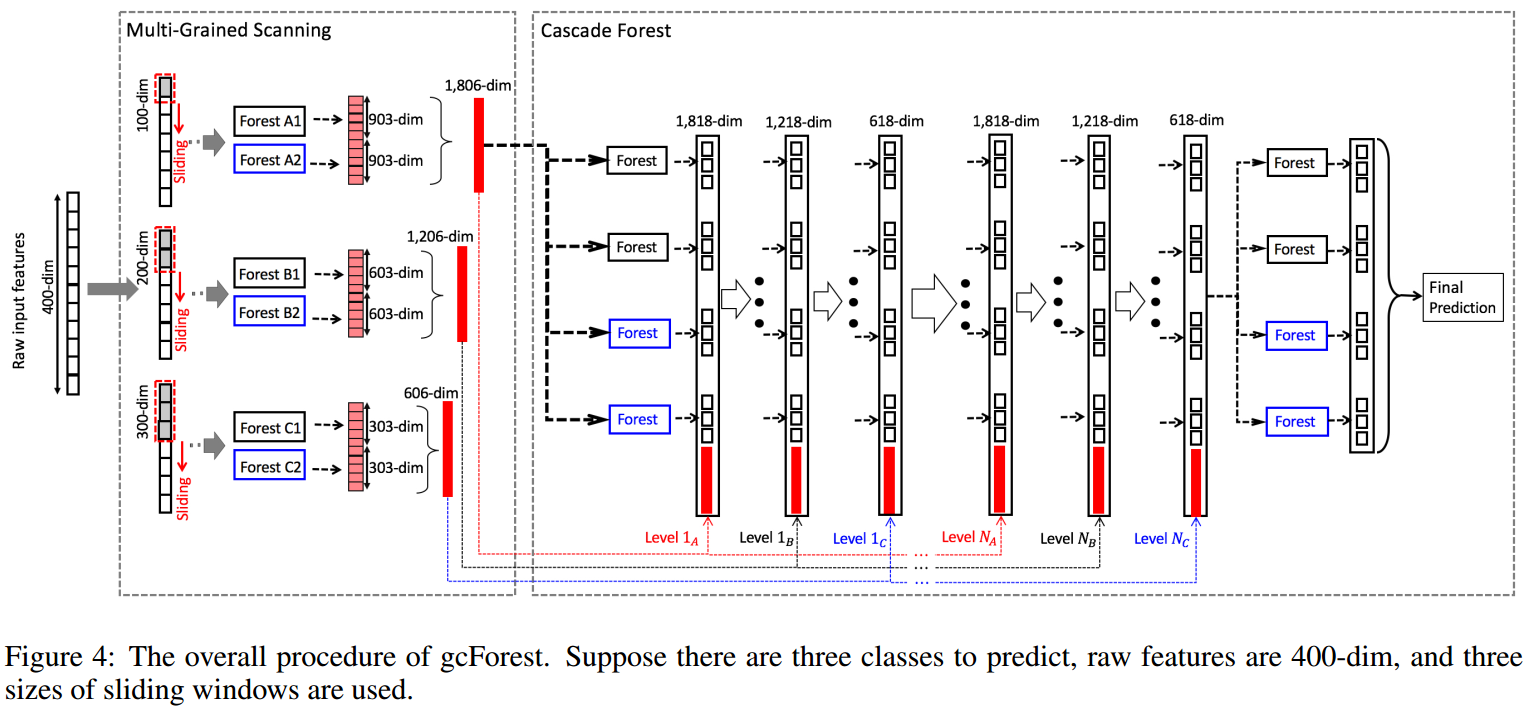 Multi-Grained Scanning
Cascade Forest
Raw input features
400-dim
100-dim
Sliding
Forest A1
Forest A2
903-dim
903-dim
1,806-dim
200-dim
Sliding
Forest B1
Forest B2
603-dim
603-dim
1,206-dim
300-dim
Sliding
Forest C1
Forest C2
303-dim
303-dim
606-dim
Forest
Forest
Forest
Forest
1,818-dim
1,218-dim
618-dim
1,818-dim
1,218-dim
618-dim
Level 1A
Level 1B
Level 1C
...
Level NA
Level NB
Level NC
...
...
Forest
Forest
Forest
Forest
Final
Prediction
Figure 4: The overall procedure of gcForest. Suppose there are three classes to predict, raw features are 400-dim, and three
sizes of sliding windows are used.